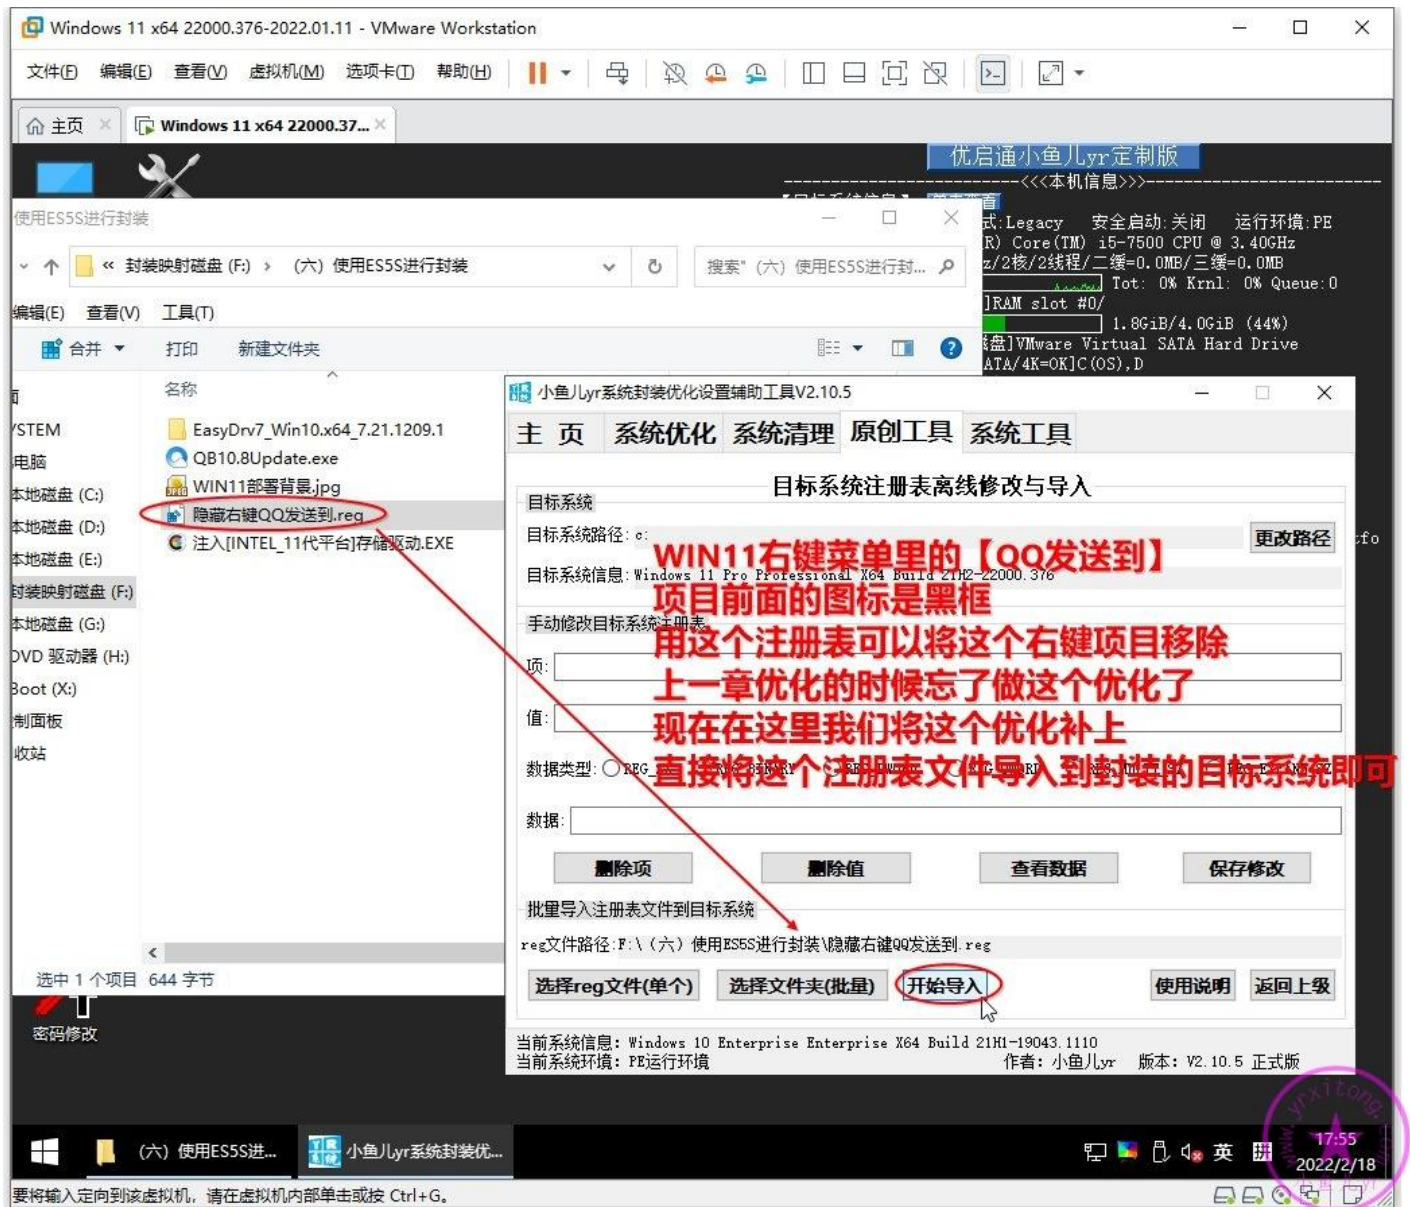 Windows 11 x64 22000.376-2022.01.11 - VMware Workstation
文件(F) 编辑(E) 查看(V) 虚拟机(M) 选项卡(T) 帮助(H)
主页 Windows 11 x64 22000.37...
优启通小鱼儿yr定制版
<<<本机信息>>>
使用ES5S进行封装
式:Legacy 安全启动:关闭 运行环境:PE
R) Core(TM) i5-7500 CPU @ 3.40GHz
z/2核/2线程/二缓=0.0MB/三缓=0.0MB
Tot: 0% Krnl: 0% Queue:0
]RAM slot #0/
1.8GiB/4.0GiB (44%)
盘]VMware Virtual SATA Hard Drive
ATA/4K=OK]C(OS),D
« 封装映射磁盘 (F:) › (六) 使用ES5S进行封装
搜索"(六) 使用ES5S进行封...
编辑(E) 查看(V) 工具(T)
合并 打印 新建文件夹
名称
EasyDrv7_Win10.x64_7.21.1209.1
QB10.8Update.exe
WIN11部署背景.jpg
隐藏右键QQ发送到.reg
注入[INTEL_11代平台]存储驱动.EXE
YSTEM
电脑
本地磁盘 (C:)
本地磁盘 (D:)
本地磁盘 (E:)
封装映射磁盘 (F:)
本地磁盘 (G:)
DVD 驱动器 (H:)
Boot (X:)
制面板
收站
选中 1 个项目 644 字节
小鱼儿yr系统封装优化设置辅助工具V2.10.5
主 页 系统优化 系统清理 原创工具 系统工具
目标系统注册表离线修改与导入
目标系统
目标系统路径: c:
更改路径
目标系统信息: Windows 11 Pro Professional X64 Build 21H2-22000.376
WIN11右键菜单里的【QQ发送到】
项目前面的图标是黑框
用这个注册表可以将这个右键项目移除
上一章优化的时候忘了做这个优化了
现在在这里我们将这个优化补上
直接将这个注册表文件导入到封装的目标系统即可
手动修改目标系统注册表
项:
值:
数据类型:
数据:
删除项 删除值 查看数据 保存修改
批量导入注册表文件到目标系统
reg文件路径:F:\(六) 使用ES5S进行封装\隐藏右键QQ发送到.reg
选择reg文件(单个) 选择文件夹(批量) 开始导入 使用说明 返回上级
当前系统信息: Windows 10 Enterprise Enterprise X64 Build 21H1-19043.1110
当前系统环境: PE运行环境 作者: 小鱼儿yr 版本: V2.10.5 正式版
密码修改
(六) 使用ES5S进... 小鱼儿yr系统封装优...
英 拼 17:55
2022/2/18
www.yrxitong.com
小鱼儿yr
要将输入定向到该虚拟机，请在虚拟机内部单击或按 Ctrl+G。